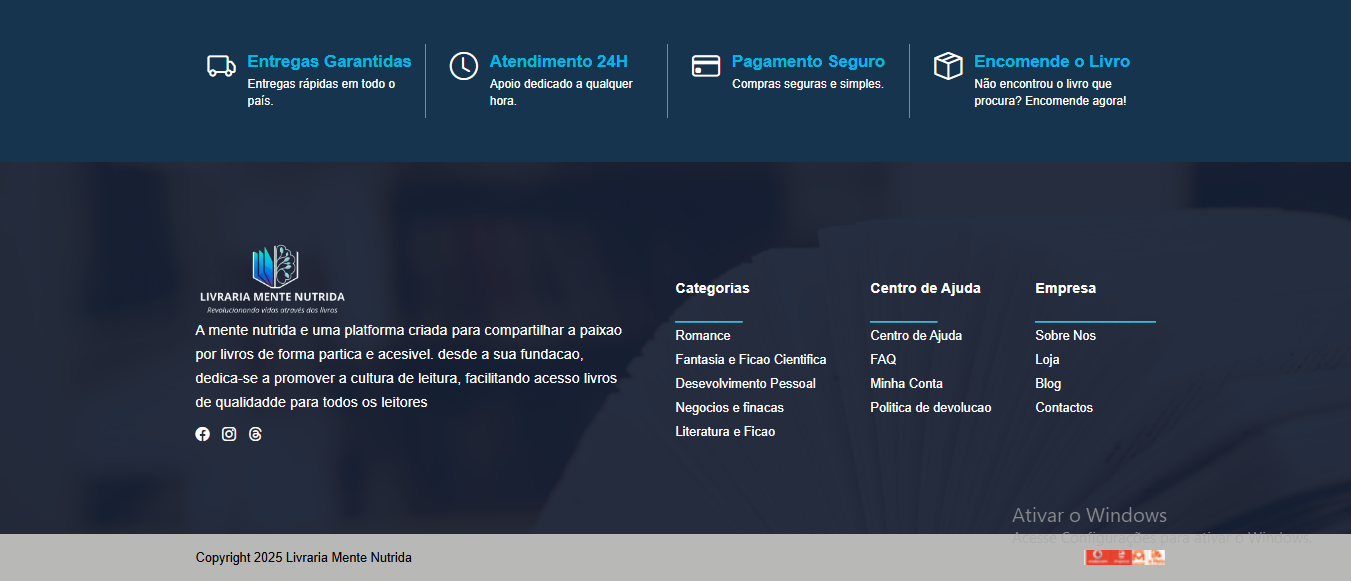 Entregas Garantidas
Entregas rápidas em todo o
país.
Atendimento 24H
Apoio dedicado a qualquer
hora.
Pagamento Seguro
Compras seguras e simples.
Encomende o Livro
Não encontrou o livro que
procura? Encomende agora!
LIVRARIA MENTE NUTRIDA
Revolucionando vidas através dos livros
A mente nutrida e uma platforma criada para compartilhar a paixao
por livros de forma partica e acesivel. desde a sua fundacao,
dedica-se a promover a cultura de leitura, facilitando acesso livros
de qualidadde para todos os leitores
Categorias
Romance
Fantasia e Ficao Cientifica
Desevolvimento Pessoal
Negocios e finacas
Literatura e Ficao
Centro de Ajuda
Centro de Ajuda
FAQ
Minha Conta
Politica de devolucao
Empresa
Sobre Nos
Loja
Blog
Contactos
Ativar o Windows
Acesse Configurações para ativar o Windows.
Copyright 2025 Livraria Mente Nutrida